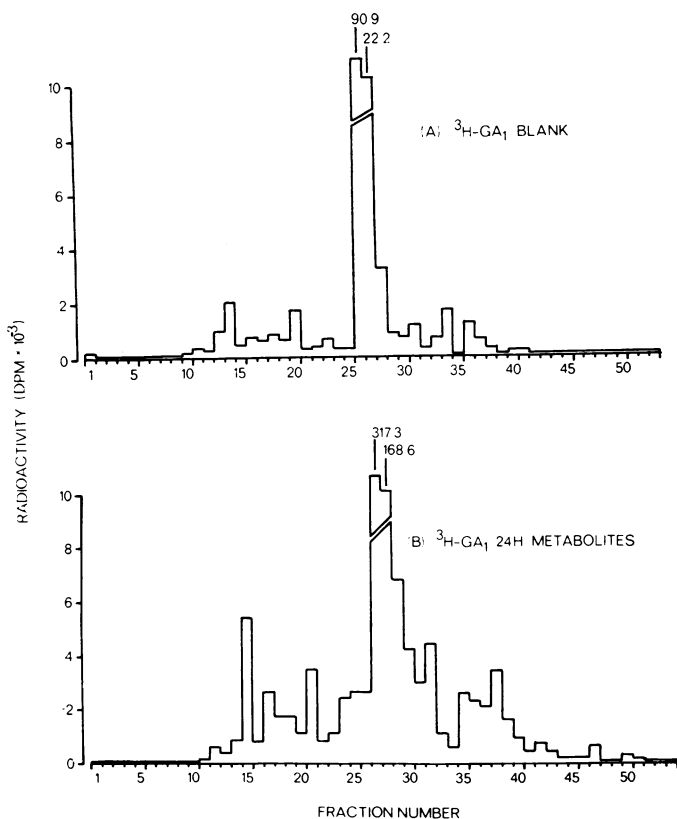 90 9
22 2
10
(A) ³H-GA₁ BLANK
8
6
4
2
0
1 5 10 15 20 25 30 35 40 45 50
RADIOACTIVITY (DPM · 10⁻³)
317 3
168 6
10
(B) ³H-GA₁ 24H METABOLITES
8
6
4
2
0
1 5 10 15 20 25 30 35 40 45 50
FRACTION NUMBER